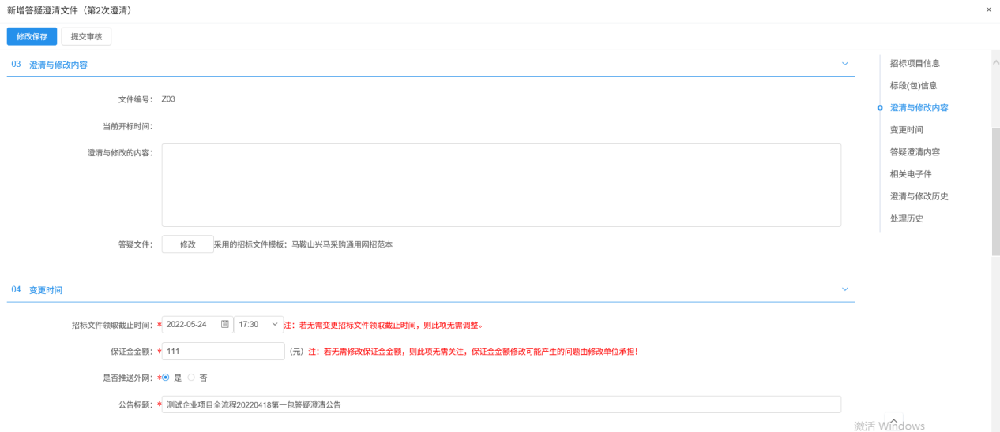 新增答疑澄清文件（第2次澄清）
×
修改保存 提交审核
03 澄清与修改内容
文件编号： Z03
当前开标时间：
澄清与修改的内容：
答疑文件： 修改 采用的招标文件模板：马鞍山兴马采购通用网招范本
04 变更时间
招标文件领取截止时间：* 2022-05-24 17:30 注：若无需变更招标文件领取截止时间，则此项无需调整。
保证金金额：* 111 （元）注：若无需修改保证金金额，则此项无需关注，保证金金额修改可能产生的问题由修改单位承担！
是否推送外网：* 是 否
公告标题：* 测试企业项目全流程20220418第一包答疑澄清公告
招标项目信息
标段(包)信息
澄清与修改内容
变更时间
答疑澄清内容
相关电子件
澄清与修改历史
处理历史
激活 Windows